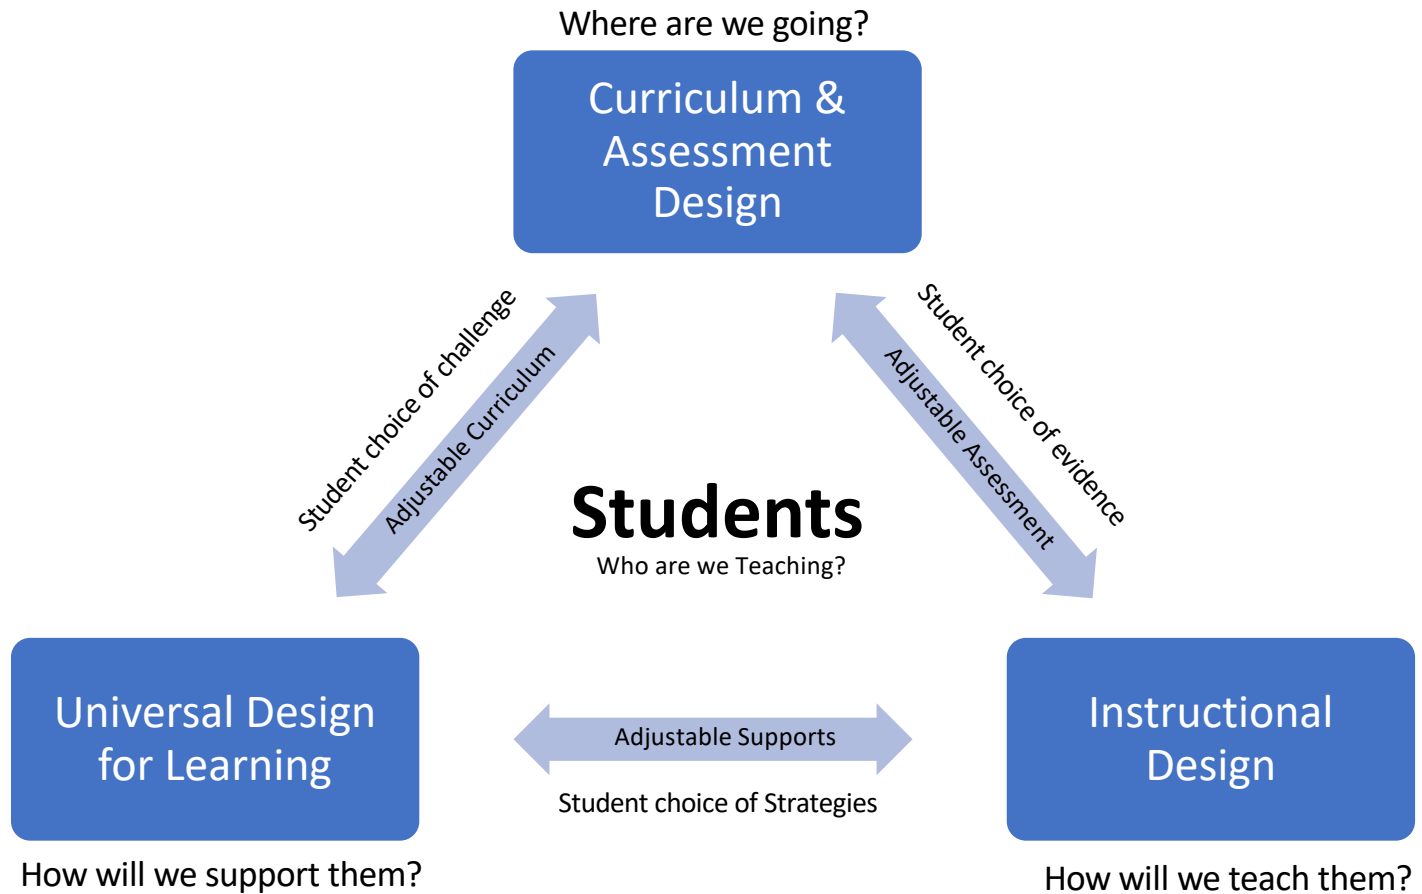 Where are we going?
Curriculum &
Assessment
Design
Student choice of challenge
Adjustable Curriculum
Adjustable Assessment
Student choice of evidence
Students
Who are we Teaching?
Universal Design
for Learning
Adjustable Supports
Student choice of Strategies
Instructional
Design
How will we support them?
How will we teach them?